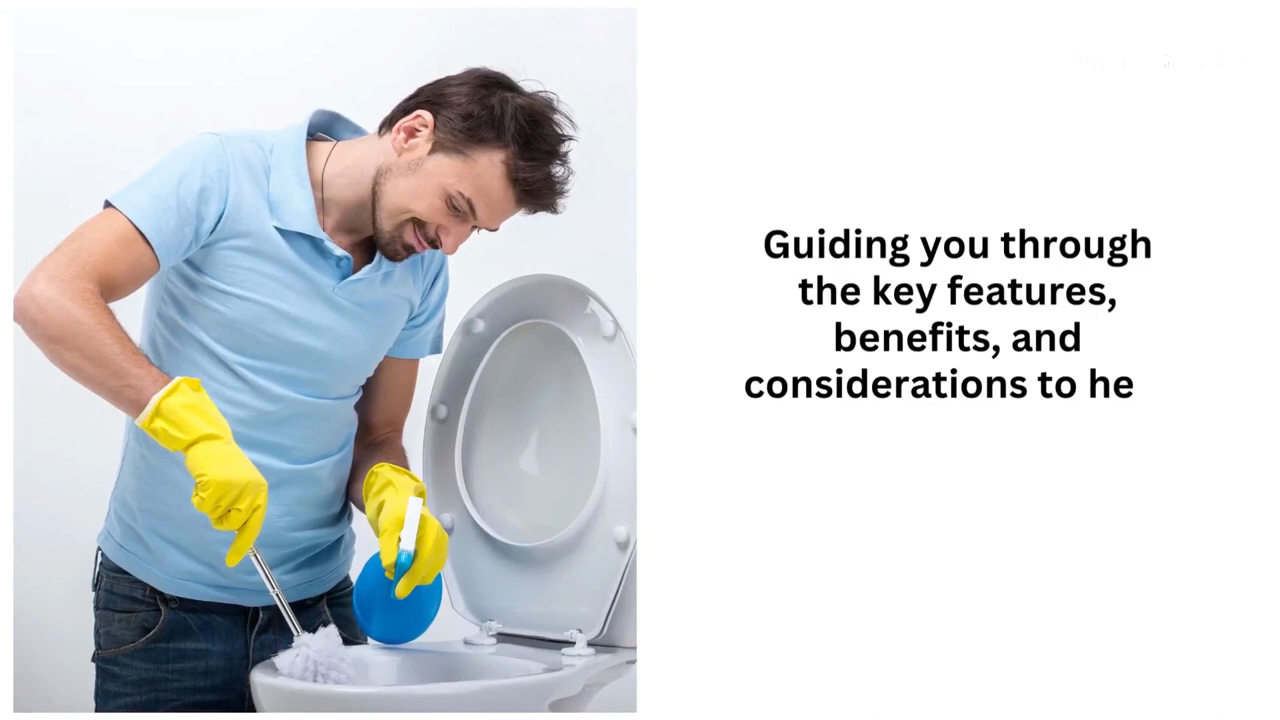 Guiding you through
the key features,
benefits, and
considerations to he